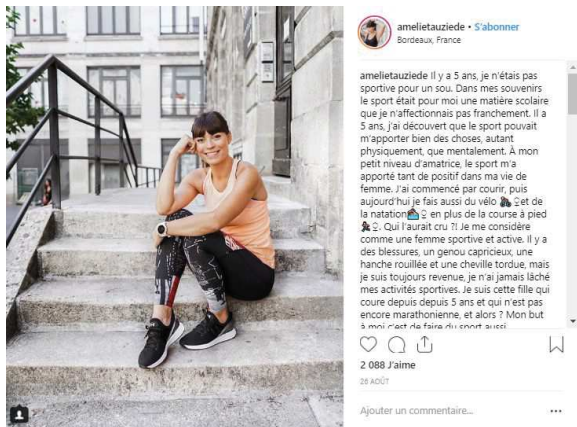 amelietauziede • S'abonner
Bordeaux, France
amelietauziede Il y a 5 ans, je n'étais pas
sportive pour un sou. Dans mes souvenirs
le sport était pour moi une matière scolaire
que je n'affectionnais pas franchement. Il a
5 ans, j'ai découvert que le sport pouvait
m'apporter bien des choses, autant
physiquement, que mentalement. À mon
petit niveau d'amatrice, le sport m'a
apporté tant de positif dans ma vie de
femme. J'ai commencé par courir, puis
aujourd'hui je fais aussi du vélo 🚵🏾♀et de
la natation🏊🏾♀ en plus de la course à pied
🏃🏾♀. Qui l'aurait cru ?! Je me considère
comme une femme sportive et active. Il y a
des blessures, un genou capricieux, une
hanche rouillée et une cheville tordue, mais
je suis toujours revenue, je n'ai jamais lâché
mes activités sportives. Je suis cette fille qui
coure depuis depuis 5 ans et qui n'est pas
encore marathonienne, et alors ? Mon but
à moi c'est de faire du sport aussi
2 088 J'aime
28 AOÛT
Ajouter un commentaire...